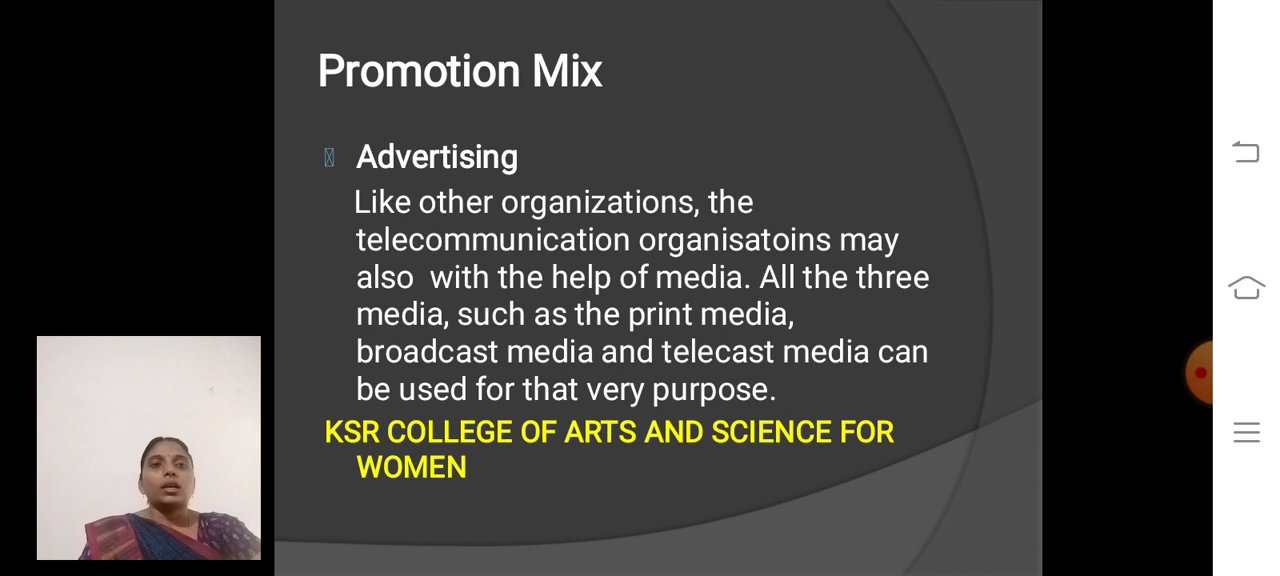 Promotion Mix
Advertising
Like other organizations, the
telecommunication organisatoins may
also  with the help of media. All the three
media, such as the print media,
broadcast media and telecast media can
be used for that very purpose.
KSR COLLEGE OF ARTS AND SCIENCE FOR
WOMEN